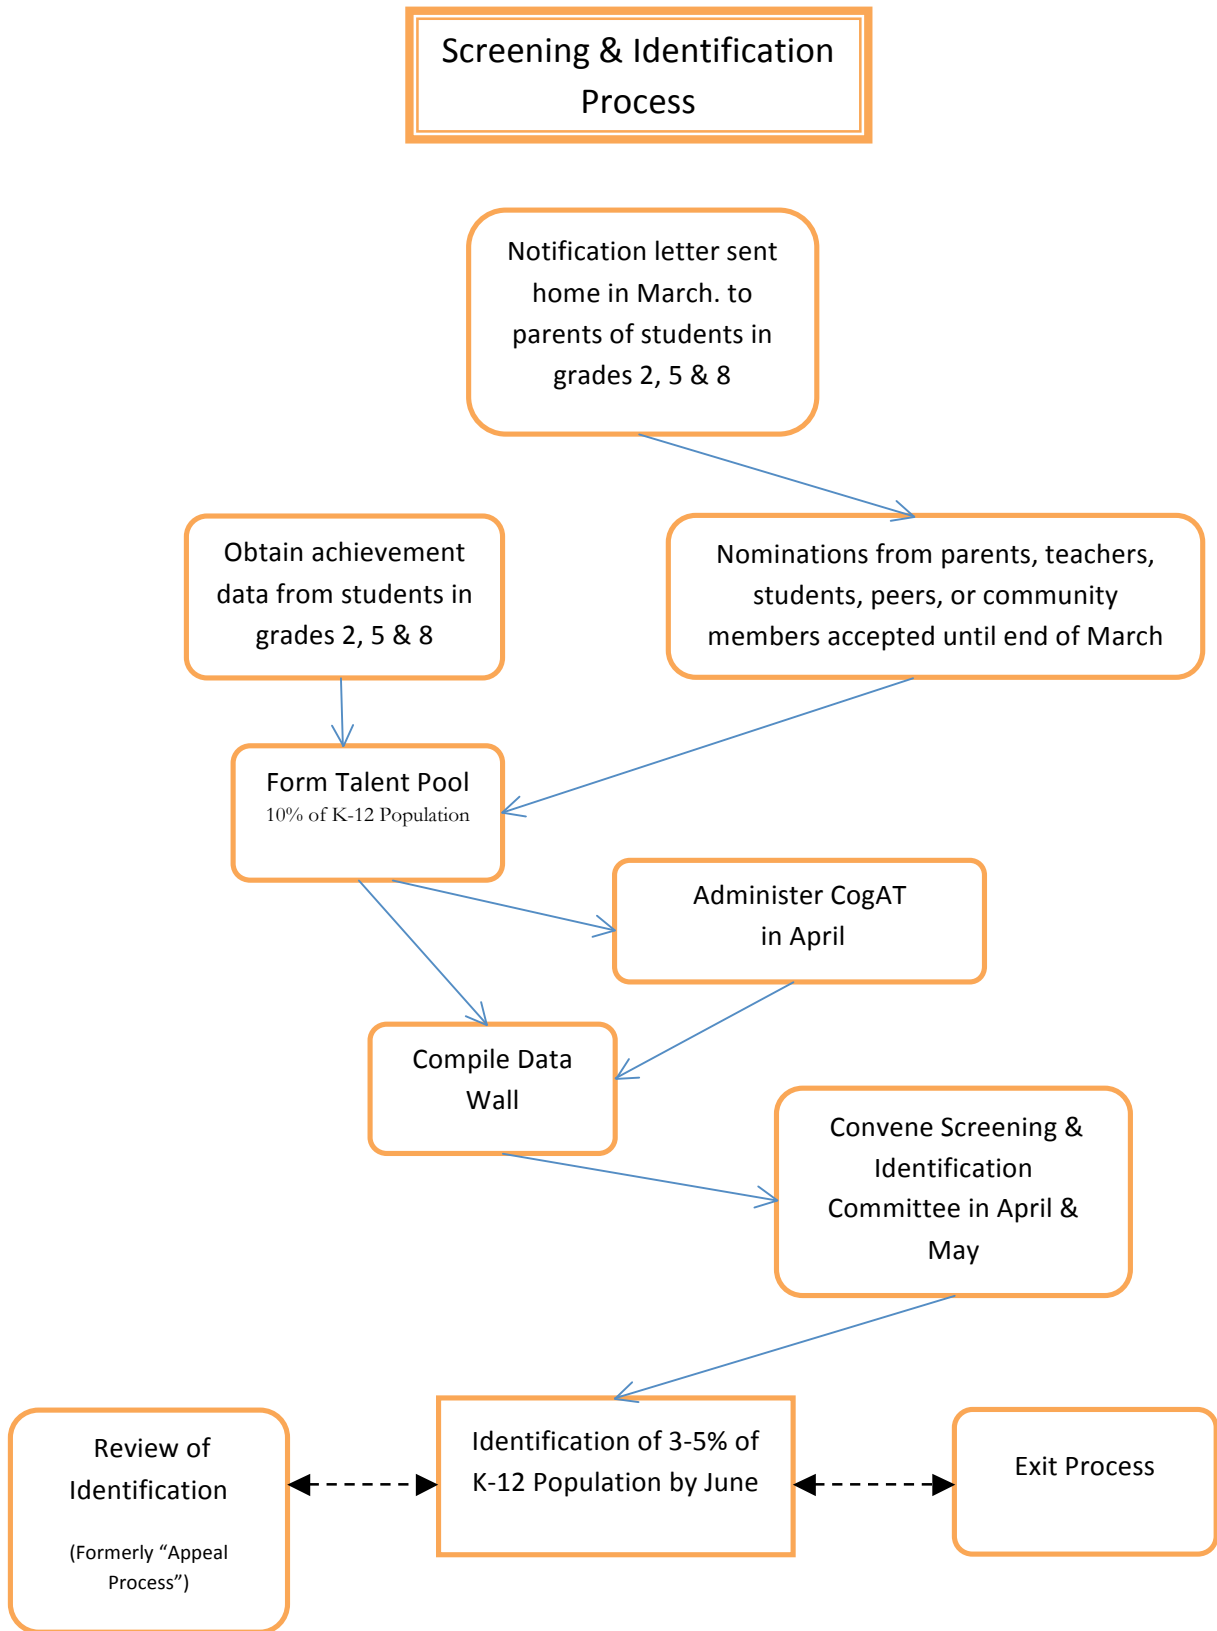 Screening & Identification
Process
Notification letter sent
home in March. to
parents of students in
grades 2, 5 & 8
Obtain achievement
data from students in
grades 2, 5 & 8
Nominations from parents, teachers,
students, peers, or community
members accepted until end of March
Form Talent Pool
10% of K-12 Population
Administer CogAT
in April
Compile Data
Wall
Convene Screening &
Identification
Committee in April &
May
Review of
Identification
(Formerly “Appeal
Process”)
Identification of 3-5% of
K-12 Population by June
Exit Process